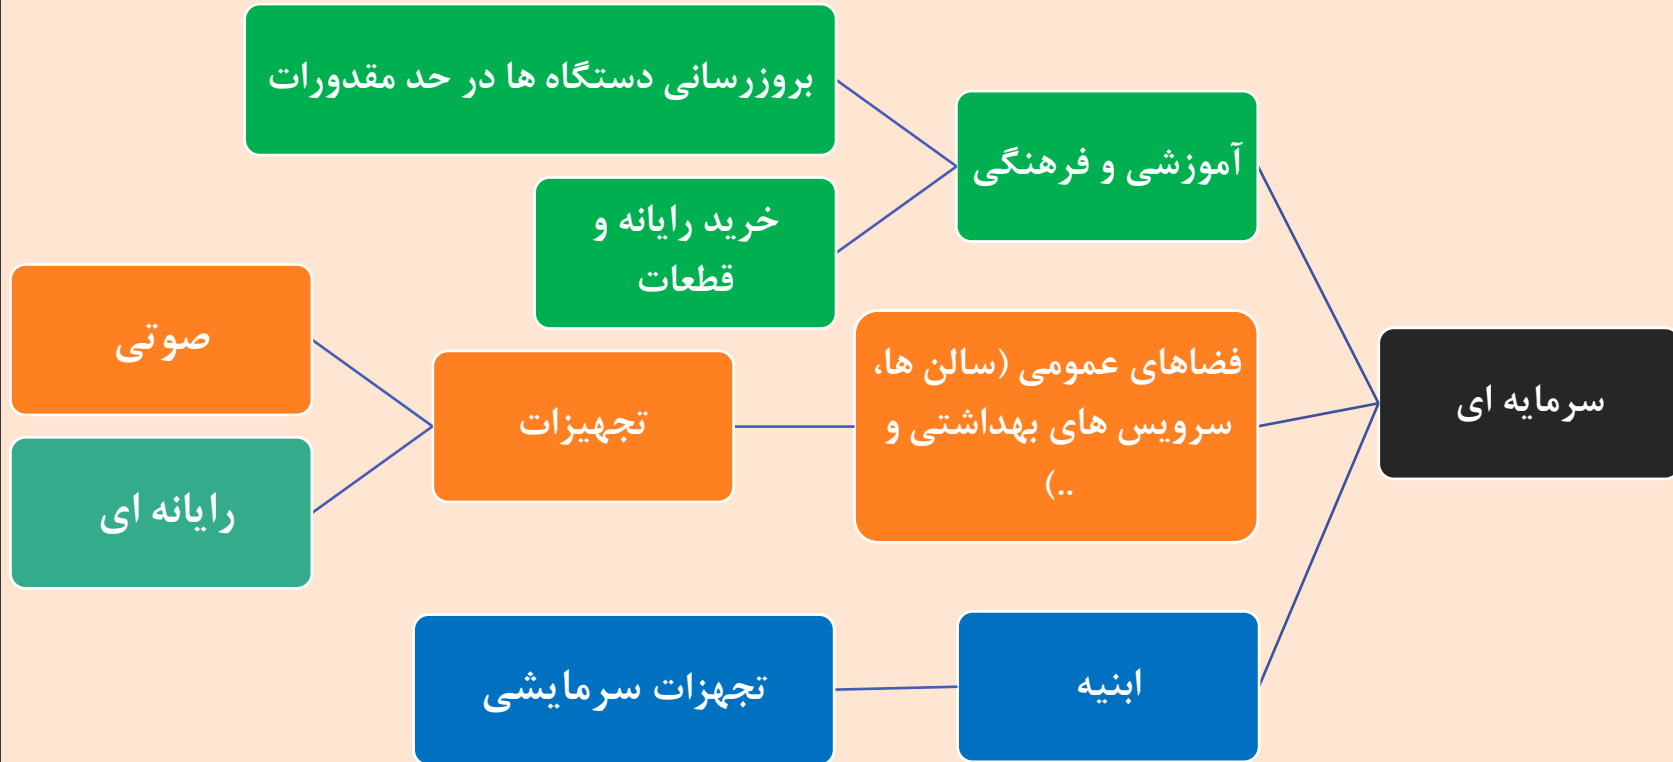 سرمایه ای
آموزشی و فرهنگی
بروزرسانی دستگاه ها در حد مقدورات
خرید رایانه و
قطعات
فضاهای عمومی (سالن ها،
سرویس های بهداشتی و
..)
تجهیزات
صوتی
رایانه ای
ابنیه
تجهزات سرمایشی